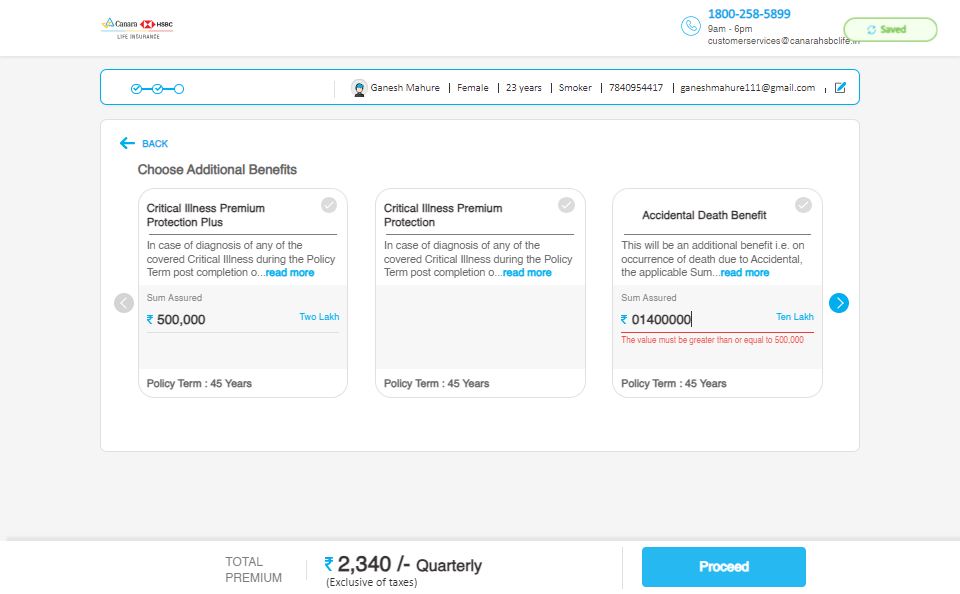 Canara HSBC
LIFE INSURANCE
1800-258-5899
9am - 6pm
customerservices@canarahsbclife.in
Saved
Ganesh Mahure | Female | 23 years | Smoker | 7840954417 | ganeshmahure111@gmail.com
BACK
Choose Additional Benefits
Critical Illness Premium
Protection Plus
In case of diagnosis of any of the
covered Critical Illness during the Policy
Term post completion o...read more
Sum Assured
₹ 500,000 Two Lakh
Policy Term : 45 Years
Critical Illness Premium
Protection
In case of diagnosis of any of the
covered Critical Illness during the Policy
Term post completion o...read more
Policy Term : 45 Years
Accidental Death Benefit
This will be an additional benefit i.e. on
occurrence of death due to Accidental,
the applicable Sum...read more
Sum Assured
₹ 01400000 Ten Lakh
The value must be greater than or equal to 500,000
Policy Term : 45 Years
TOTAL
PREMIUM
₹ 2,340 /- Quarterly
(Exclusive of taxes)
Proceed